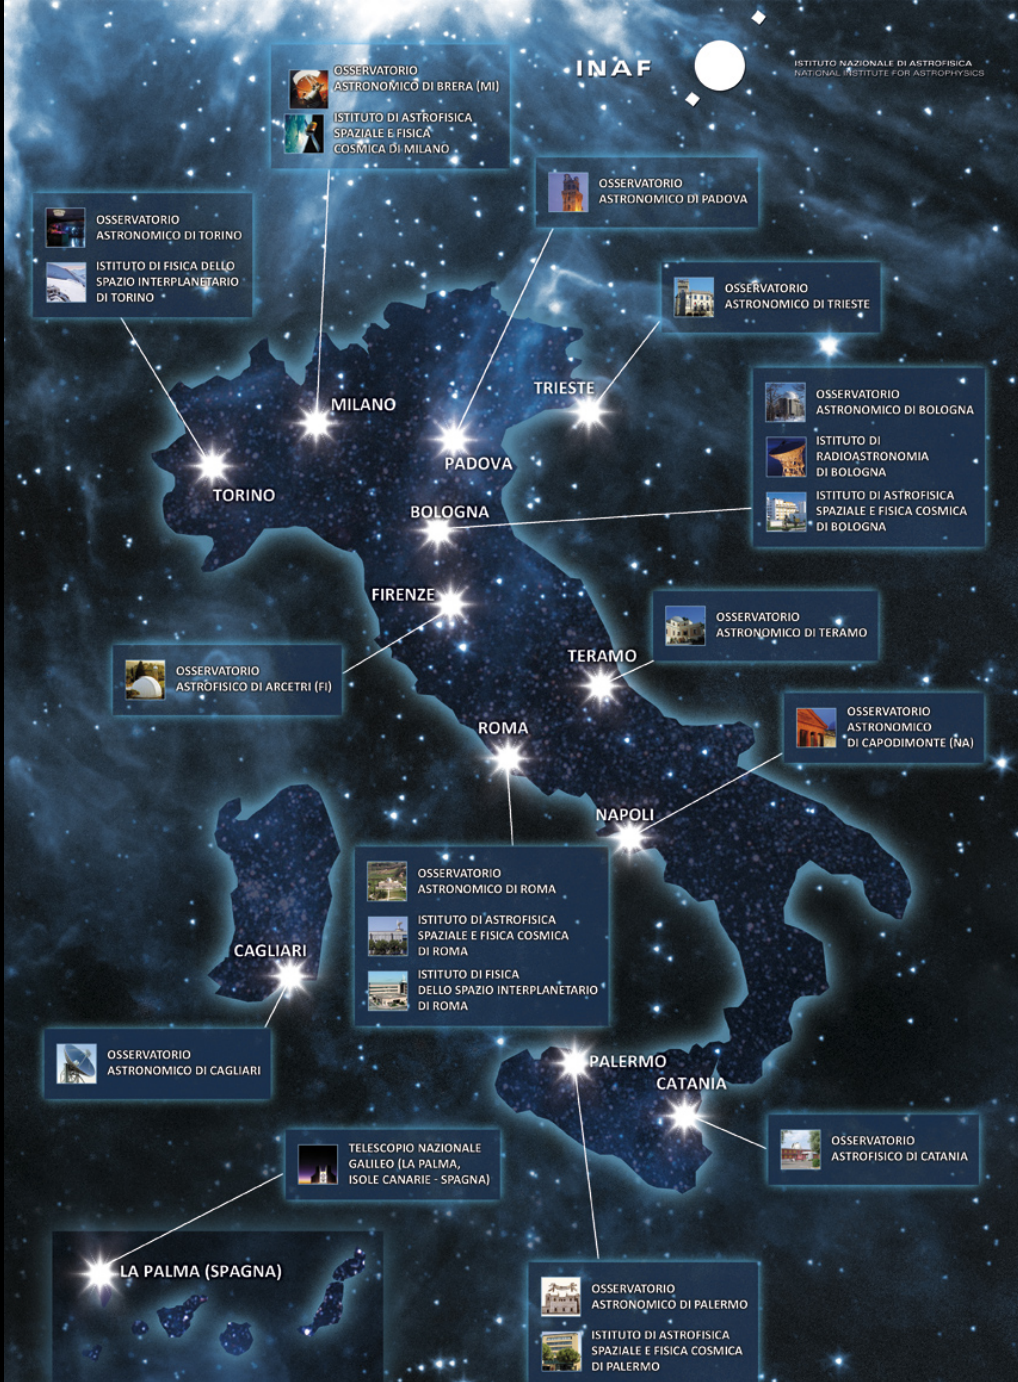 INAF
ISTITUTO NAZIONALE DI ASTROFISICA
NATIONAL INSTITUTE FOR ASTROPHYSICS
OSSERVATORIO
ASTRONOMICO DI BRERA (MI)
ISTITUTO DI ASTROFISICA
SPAZIALE E FISICA
COSMICA DI MILANO
OSSERVATORIO
ASTRONOMICO DI PADOVA
OSSERVATORIO
ASTRONOMICO DI TORINO
ISTITUTO DI FISICA DELLO
SPAZIO INTERPLANETARIO
DI TORINO
OSSERVATORIO
ASTRONOMICO DI TRIESTE
TRIESTE
MILANO
PADOVA
TORINO
BOLOGNA
OSSERVATORIO
ASTRONOMICO DI BOLOGNA
ISTITUTO DI
RADIOASTRONOMIA
DI BOLOGNA
ISTITUTO DI ASTROFISICA
SPAZIALE E FISICA COSMICA
DI BOLOGNA
FIRENZE
OSSERVATORIO
ASTRONOMICO DI TERAMO
TERAMO
OSSERVATORIO
ASTROFISICO DI ARCETRI (FI)
ROMA
OSSERVATORIO
ASTRONOMICO
DI CAPODIMONTE (NA)
NAPOLI
OSSERVATORIO
ASTRONOMICO DI ROMA
ISTITUTO DI ASTROFISICA
SPAZIALE E FISICA COSMICA
DI ROMA
ISTITUTO DI FISICA
DELLO SPAZIO INTERPLANETARIO
DI ROMA
CAGLIARI
OSSERVATORIO
ASTRONOMICO DI CAGLIARI
PALERMO
CATANIA
TELESCOPIO NAZIONALE
GALILEO (LA PALMA,
ISOLE CANARIE - SPAGNA)
OSSERVATORIO
ASTROFISICO DI CATANIA
LA PALMA (SPAGNA)
OSSERVATORIO
ASTRONOMICO DI PALERMO
ISTITUTO DI ASTROFISICA
SPAZIALE E FISICA COSMICA
DI PALERMO